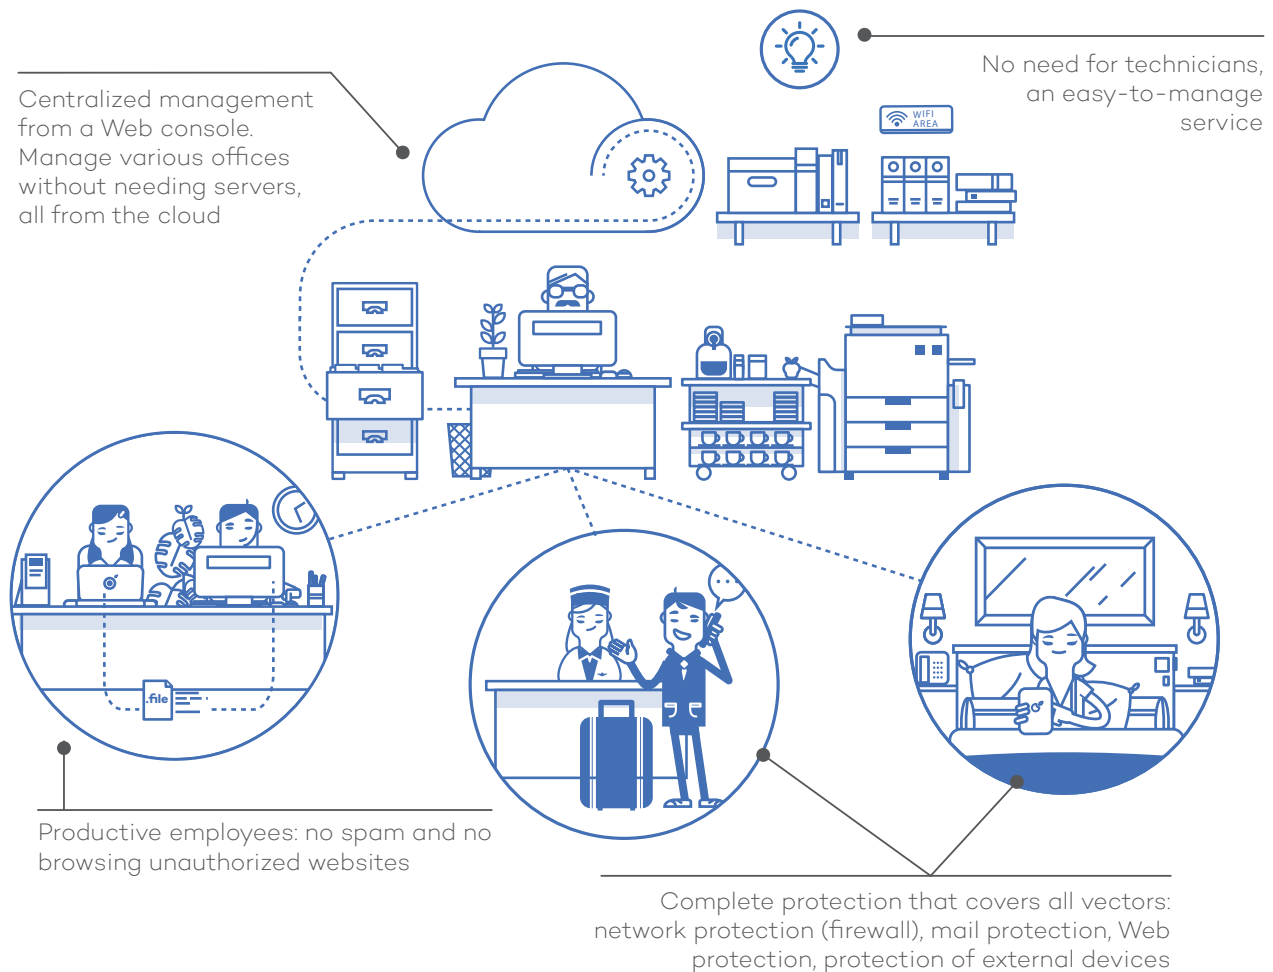 No need for technicians,
an easy-to-manage
service
Centralized management
from a Web console.
Manage various offices
without needing servers,
all from the cloud
WIFI
AREA
.file
Productive employees: no spam and no
browsing unauthorized websites
Complete protection that covers all vectors:
network protection (firewall), mail protection, Web
protection, protection of external devices